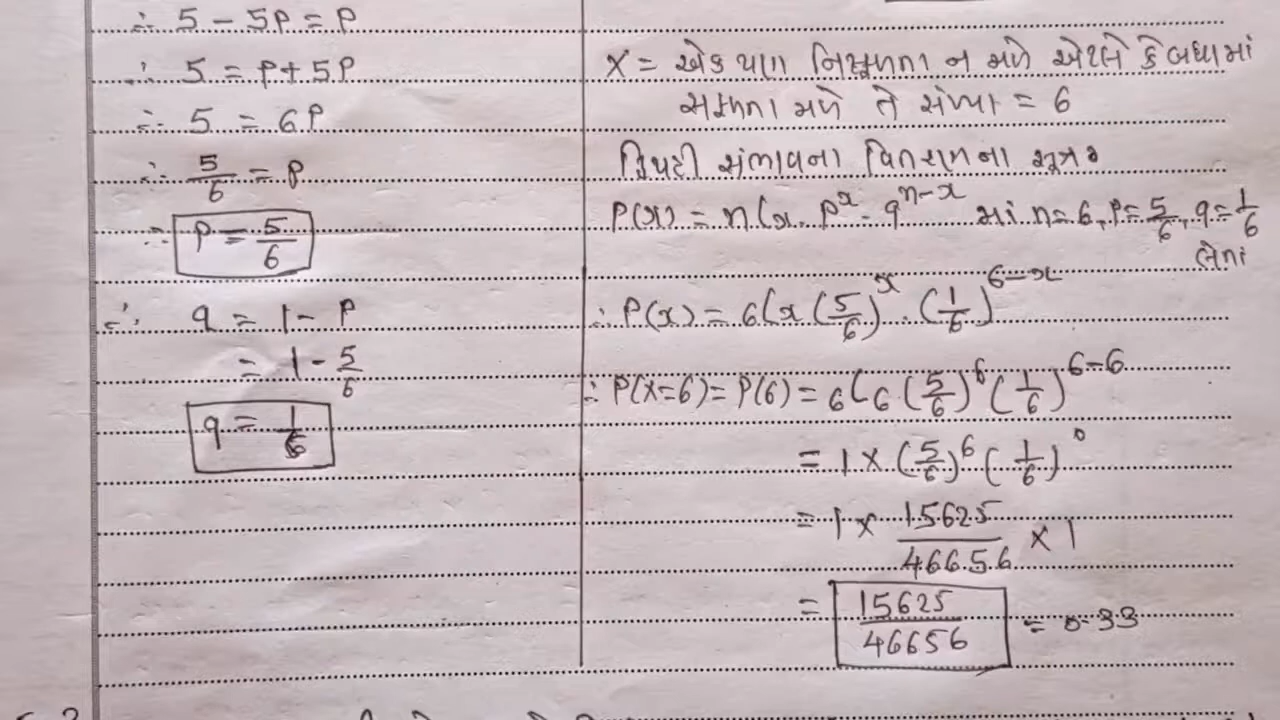 ∴ 5 - 5P = P
∴ 5 = P + 5P
∴ 5 = 6P
∴ 5/6 = P
∴ P = 5/6
∴ q = 1 - P
= 1 - 5/6
q = 1/6
X = એક પણ નિષ્ફળતા ન મળે એટલે કે બધામાં
સફળતા મળે તે સંખ્યા = 6
દ્વિપદી સંભાવના વિતરણના સૂત્ર
P(x) = nCx P^x · q^(n-x) માં n = 6, P = 5/6, q = 1/6
લેતાં
∴ P(x) = 6Cx (5/6)^x · (1/6)^(6-x)
∴ P(X=6) = P(6) = 6C6 (5/6)^6 (1/6)^(6-6)
= 1 × (5/6)^6 (1/6)^0
= 1 × 15625/46656 × 1
= 15625/46656 = 0.33